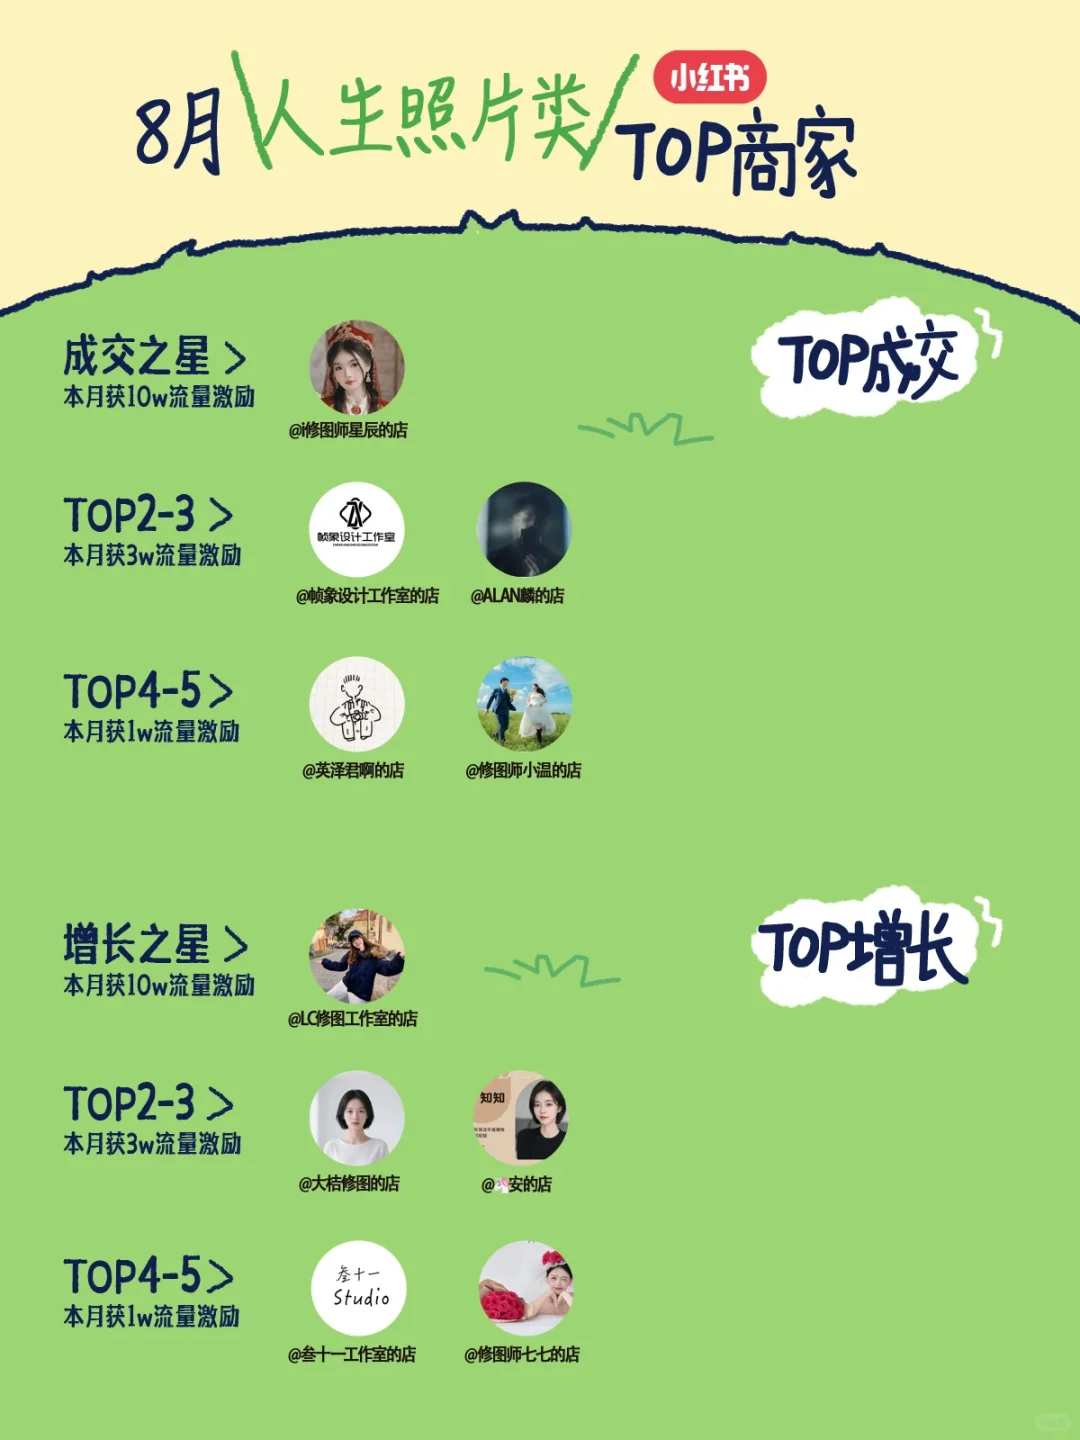 8月\人生照片类/
小红书
TOP商家
TOP成交
成交之星 >
本月获10w流量激励
@i修图师星辰的店
TOP2-3 >
本月获3w流量激励
帧象设计工作室
@帧象设计工作室的店
@ALAN麟的店
TOP4-5 >
本月获1w流量激励
@英泽君啊的店
@修图师小温的店
TOP增长
增长之星 >
本月获10w流量激励
@LC修图工作室的店
TOP2-3 >
本月获3w流量激励
知知
@大桔修图的店
@🦄安的店
TOP4-5 >
本月获1w流量激励
叁十一
Studio
@叁十一工作室的店
@修图师七七的店